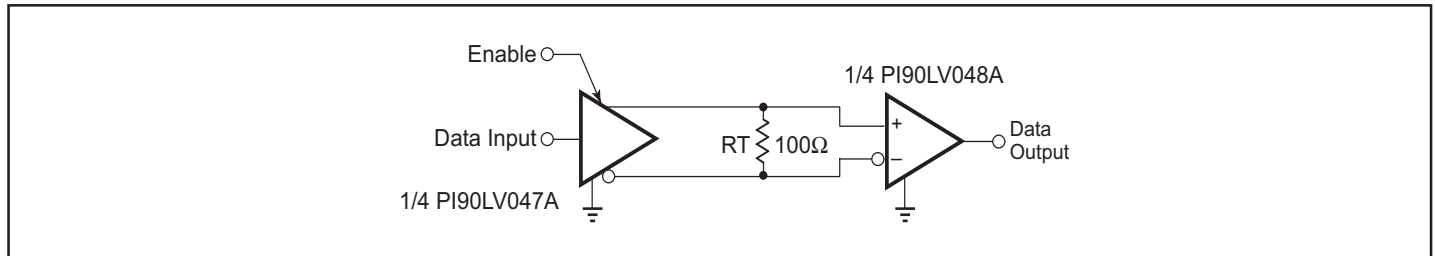 Enable
1/4 PI90LV048A
+
Data Input
RT
100Ω
–
Data
Output
1/4 PI90LV047A